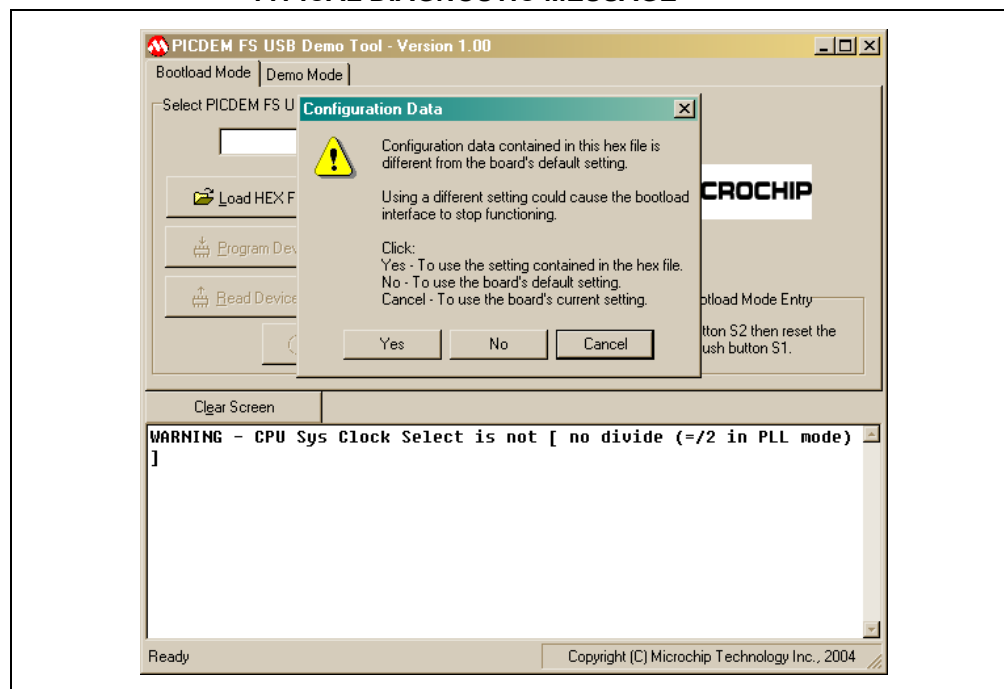 PICDEM FS USB Demo Tool - Version 1.00
Bootload Mode
Demo Mode
Select PICDEM FS U
Configuration Data
Configuration data contained in this hex file is
different from the board's default setting.
Using a different setting could cause the bootload
interface to stop functioning.
Click:
Yes - To use the setting contained in the hex file.
No - To use the board's default setting.
Cancel - To use the board's current setting.
Yes
No
Cancel
Load HEX F
CROCHIP
Program Dev
Read Device
otload Mode Entry
tton S2 then reset the
ush button S1.
Clear Screen
WARNING - CPU Sys Clock Select is not [ no divide (=/2 in PLL mode)
]
Ready
Copyright (C) Microchip Technology Inc., 2004